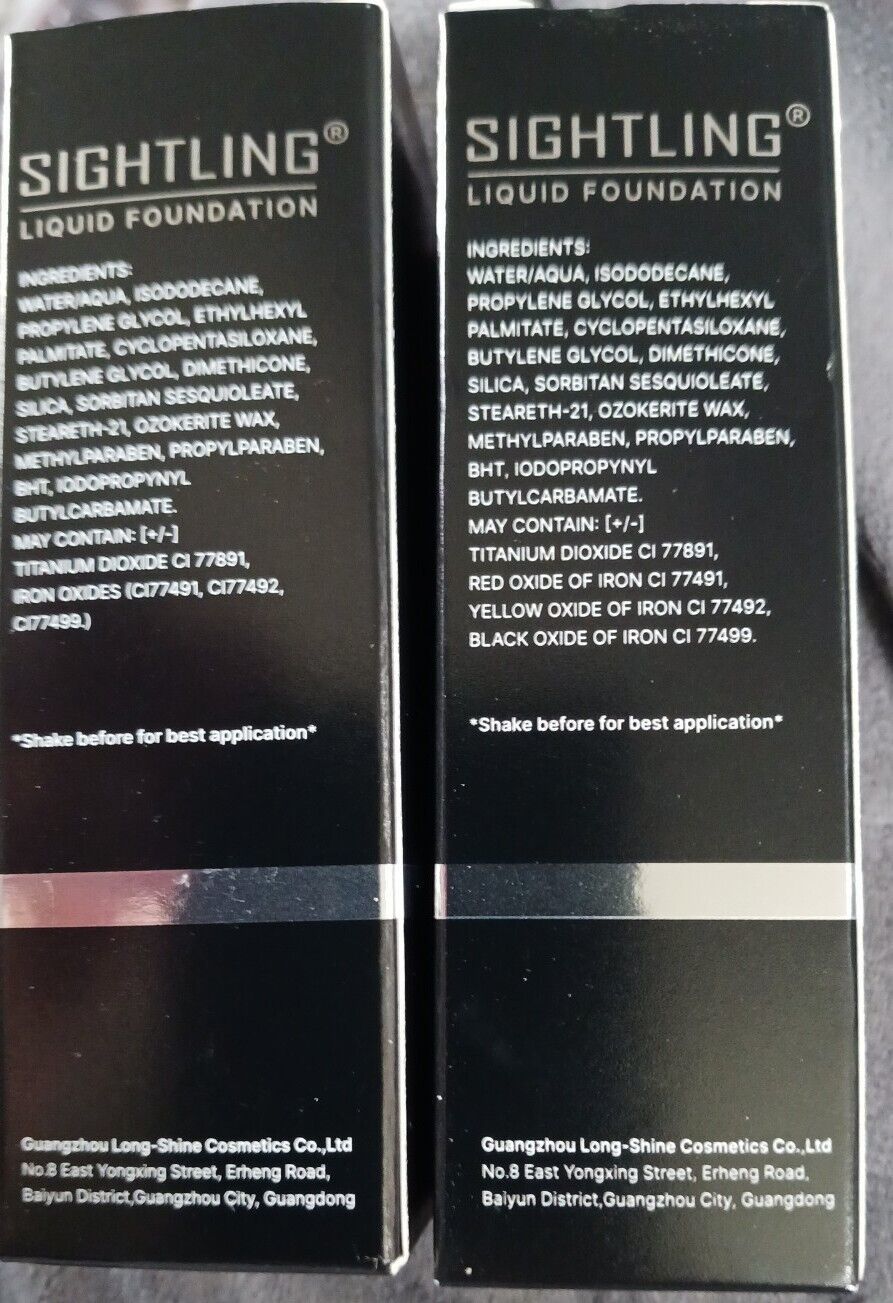 SIGHTLING®
LIQUID FOUNDATION
INGREDIENTS:
WATER/AQUA, ISODODECANE,
PROPYLENE GLYCOL, ETHYLHEXYL
PALMITATE, CYCLOPENTASILOXANE,
BUTYLENE GLYCOL, DIMETHICONE,
SILICA, SORBITAN SESQUIOLEATE,
STEARETH-21, OZOKERITE WAX,
METHYLPARABEN, PROPYLPARABEN,
BHT, IODOPROPYNYL
BUTYLCARBAMATE.
MAY CONTAIN: [+/-]
TITANIUM DIOXIDE CI 77891,
IRON OXIDES (CI77491, CI77492,
CI77499.)
*Shake before for best application*
Guangzhou Long-Shine Cosmetics Co.,Ltd
No.8 East Yongxing Street, Erheng Road,
Baiyun District,Guangzhou City, Guangdong
SIGHTLING®
LIQUID FOUNDATION
INGREDIENTS:
WATER/AQUA, ISODODECANE,
PROPYLENE GLYCOL, ETHYLHEXYL
PALMITATE, CYCLOPENTASILOXANE,
BUTYLENE GLYCOL, DIMETHICONE,
SILICA, SORBITAN SESQUIOLEATE,
STEARETH-21, OZOKERITE WAX,
METHYLPARABEN, PROPYLPARABEN,
BHT, IODOPROPYNYL
BUTYLCARBAMATE.
MAY CONTAIN: [+/-]
TITANIUM DIOXIDE CI 77891,
RED OXIDE OF IRON CI 77491,
YELLOW OXIDE OF IRON CI 77492,
BLACK OXIDE OF IRON CI 77499.
*Shake before for best application*
Guangzhou Long-Shine Cosmetics Co.,Ltd
No.8 East Yongxing Street, Erheng Road,
Baiyun District,Guangzhou City, Guangdong